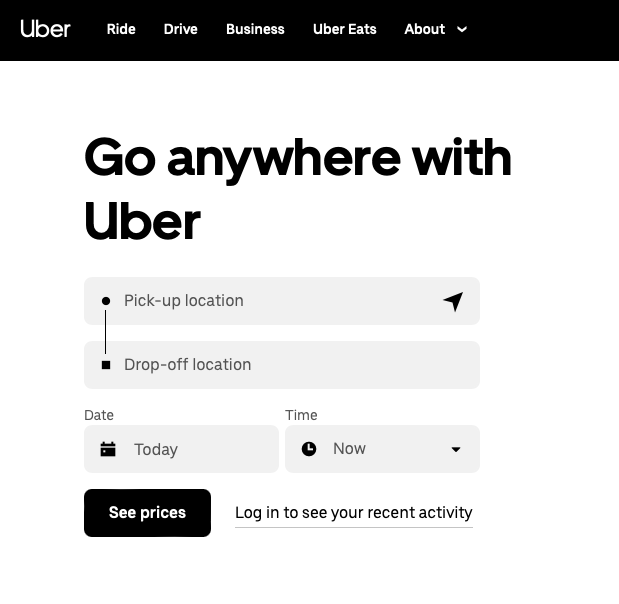 Uber Ride Drive Business Uber Eats About
Go anywhere with
Uber
Pick-up location
Drop-off location
Date Time
Today Now
See prices Log in to see your recent activity